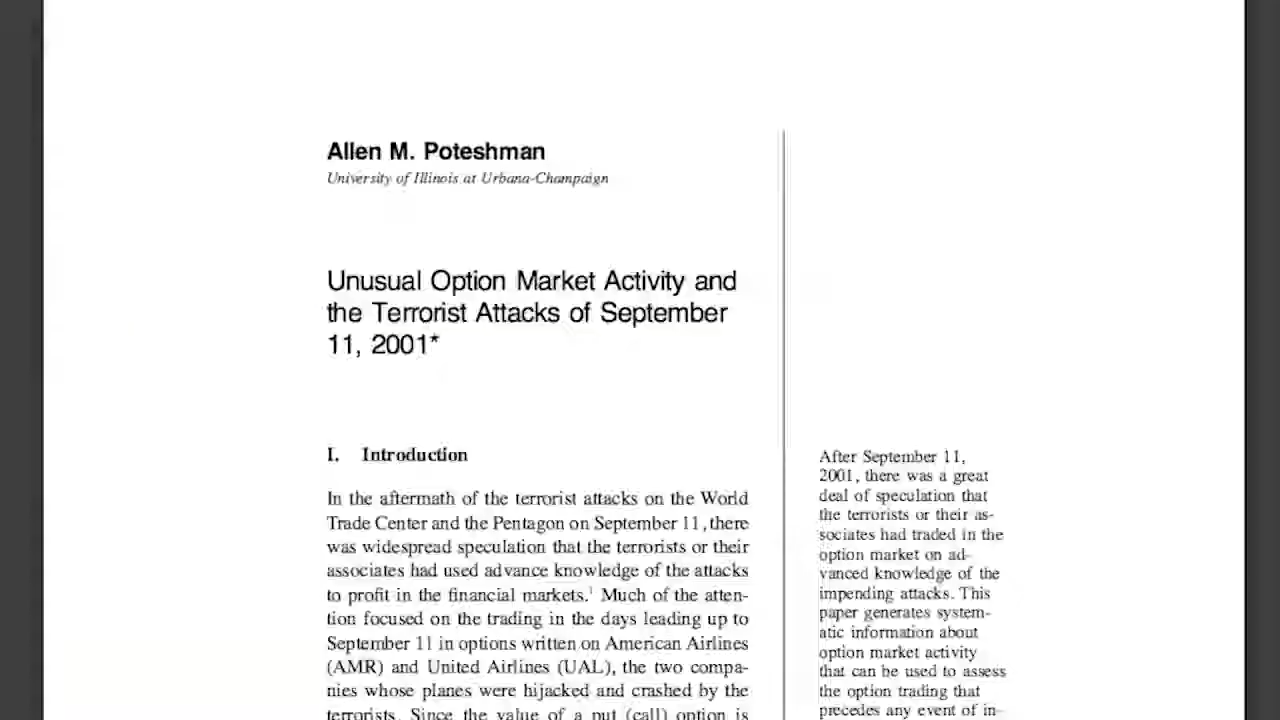 Allen M. Poteshman
University of Illinois at Urbana-Champaign
Unusual Option Market Activity and
the Terrorist Attacks of September
11, 2001*
I. Introduction
In the aftermath of the terrorist attacks on the World
Trade Center and the Pentagon on September 11, there
was widespread speculation that the terrorists or their
associates had used advance knowledge of the attacks
to profit in the financial markets.¹ Much of the atten-
tion focused on the trading in the days leading up to
September 11 in options written on American Airlines
(AMR) and United Airlines (UAL), the two compa-
nies whose planes were hijacked and crashed by the
terrorists. Since the value of a put (call) option is
After September 11,
2001, there was a great
deal of speculation that
the terrorists or their as-
sociates had traded in the
option market on ad-
vanced knowledge of the
impending attacks. This
paper generates system-
atic information about
option market activity
that can be used to assess
the option trading that
precedes any event of in-